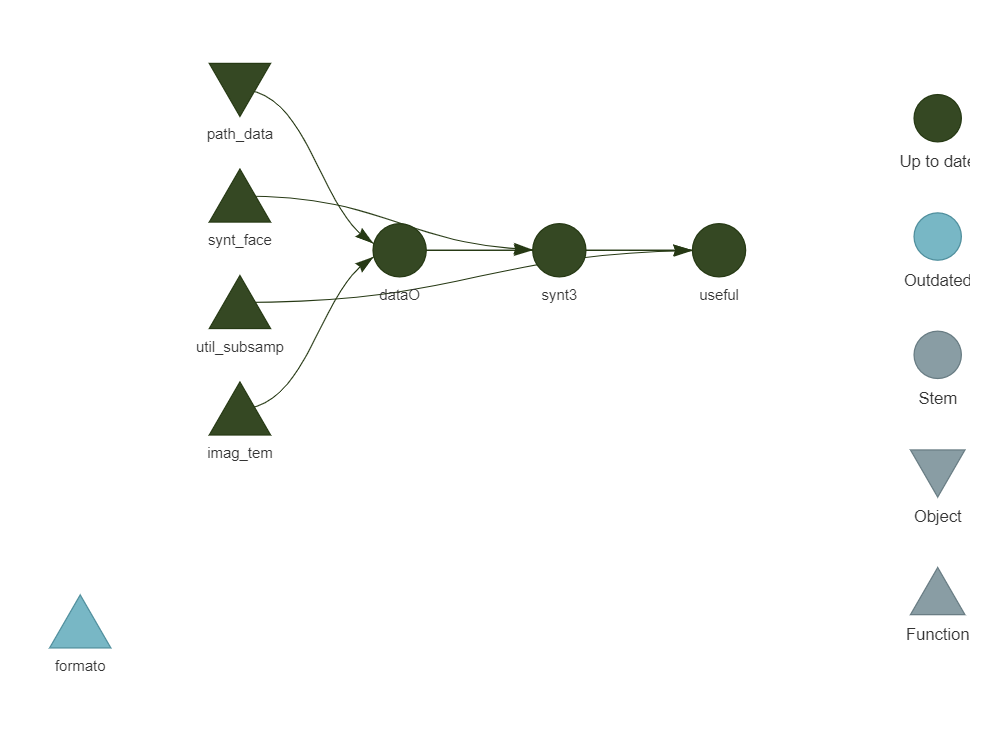 path_data
synt_face
util_subsamp
imag_tem
dataO
synt3
useful
formato
Up to date
Outdated
Stem
Object
Function